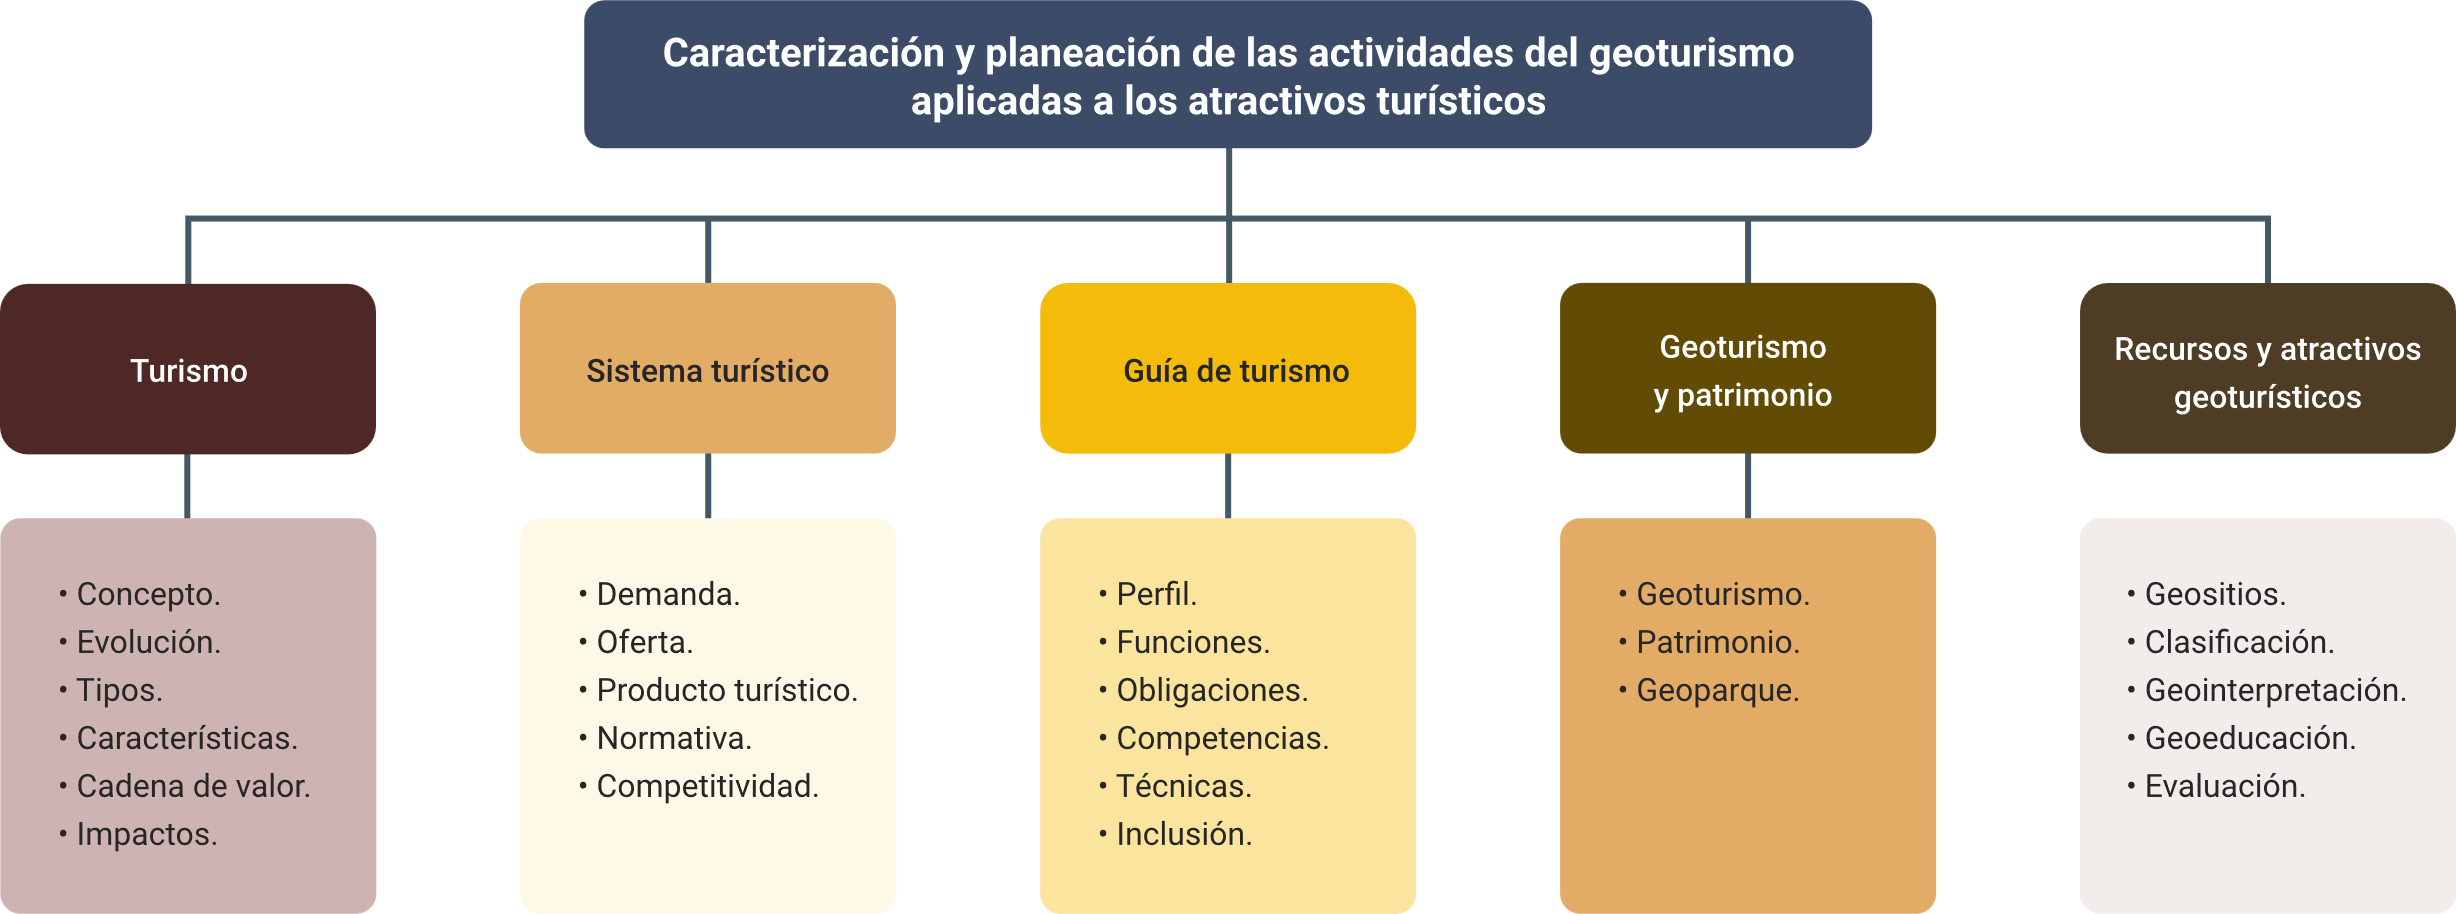 Caracterización y planeación de las actividades del geoturismo
aplicadas a los atractivos turísticos
Turismo
• Concepto.
• Evolución.
• Tipos.
• Características.
• Cadena de valor.
• Impactos.
Sistema turístico
• Demanda.
• Oferta.
• Producto turístico.
• Normativa.
• Competitividad.
Guía de turismo
• Perfil.
• Funciones.
• Obligaciones.
• Competencias.
• Técnicas.
• Inclusión.
Geoturismo
y patrimonio
• Geoturismo.
• Patrimonio.
• Geoparque.
Recursos y atractivos
geoturísticos
• Geositios.
• Clasificación.
• Geointerpretación.
• Geoeducación.
• Evaluación.